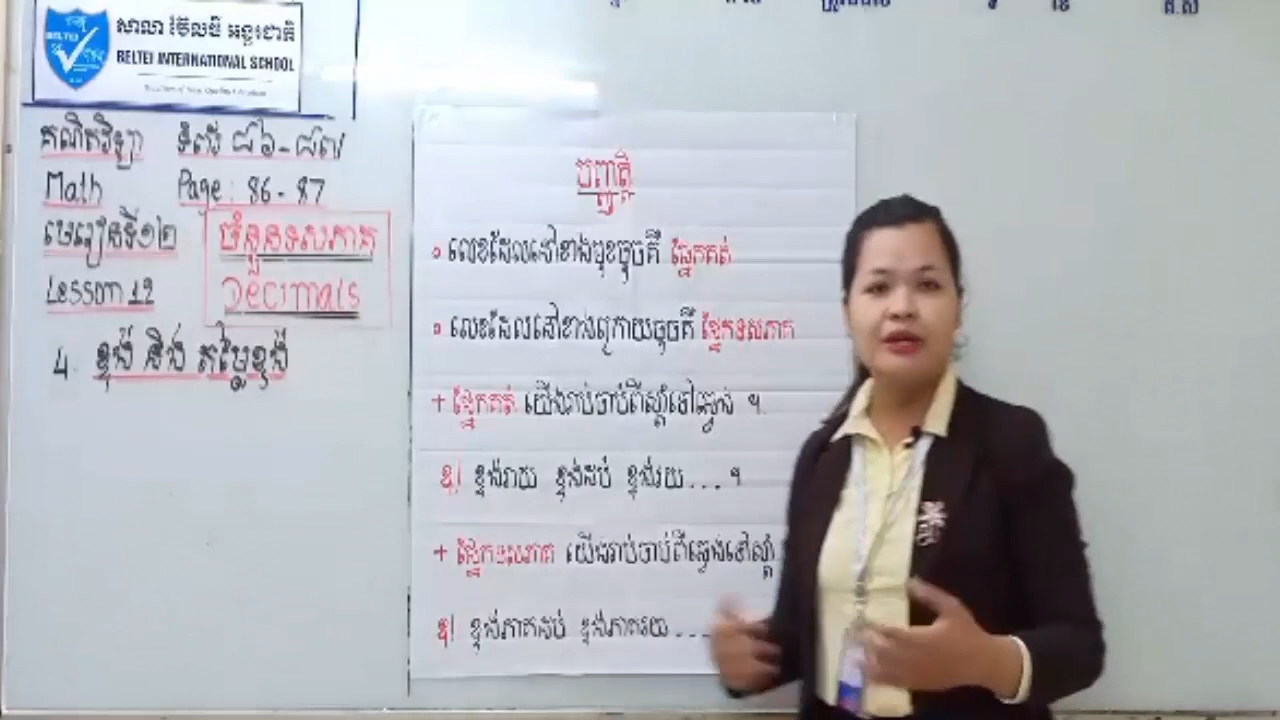 សាលា ប៊ែលធី អន្តរជាតិ
BELTEI INTERNATIONAL SCHOOL
BELTEI
គណិតវិទ្យា ទំព័រ ៨៦-៨៧
Math Page: 86-87
មេរៀនទី១២ ចំនួនទសភាគ
Lesson 12 Decimals
4. ខ្ទង់ និង តម្លៃខ្ទង់
បញ្ញត្តិ
លេខដែលនៅខាងមុខចុចគឺ ផ្នែកគត់
លេខដែលនៅខាងក្រោយចុចគឺ ផ្នែកទសភាគ
+ ផ្នែកគត់ យើងរាប់ចាប់ពីស្តាំទៅឆ្វេង ។
ឧ/ ខ្ទង់រាយ ខ្ទង់ដប់ ខ្ទង់រយ... ។
+ ផ្នែកទសភាគ យើងរាប់ចាប់ពីឆ្វេងទៅស្តាំ
ឧ/ ខ្ទង់ភាគដប់ ខ្ទង់ភាគរយ...